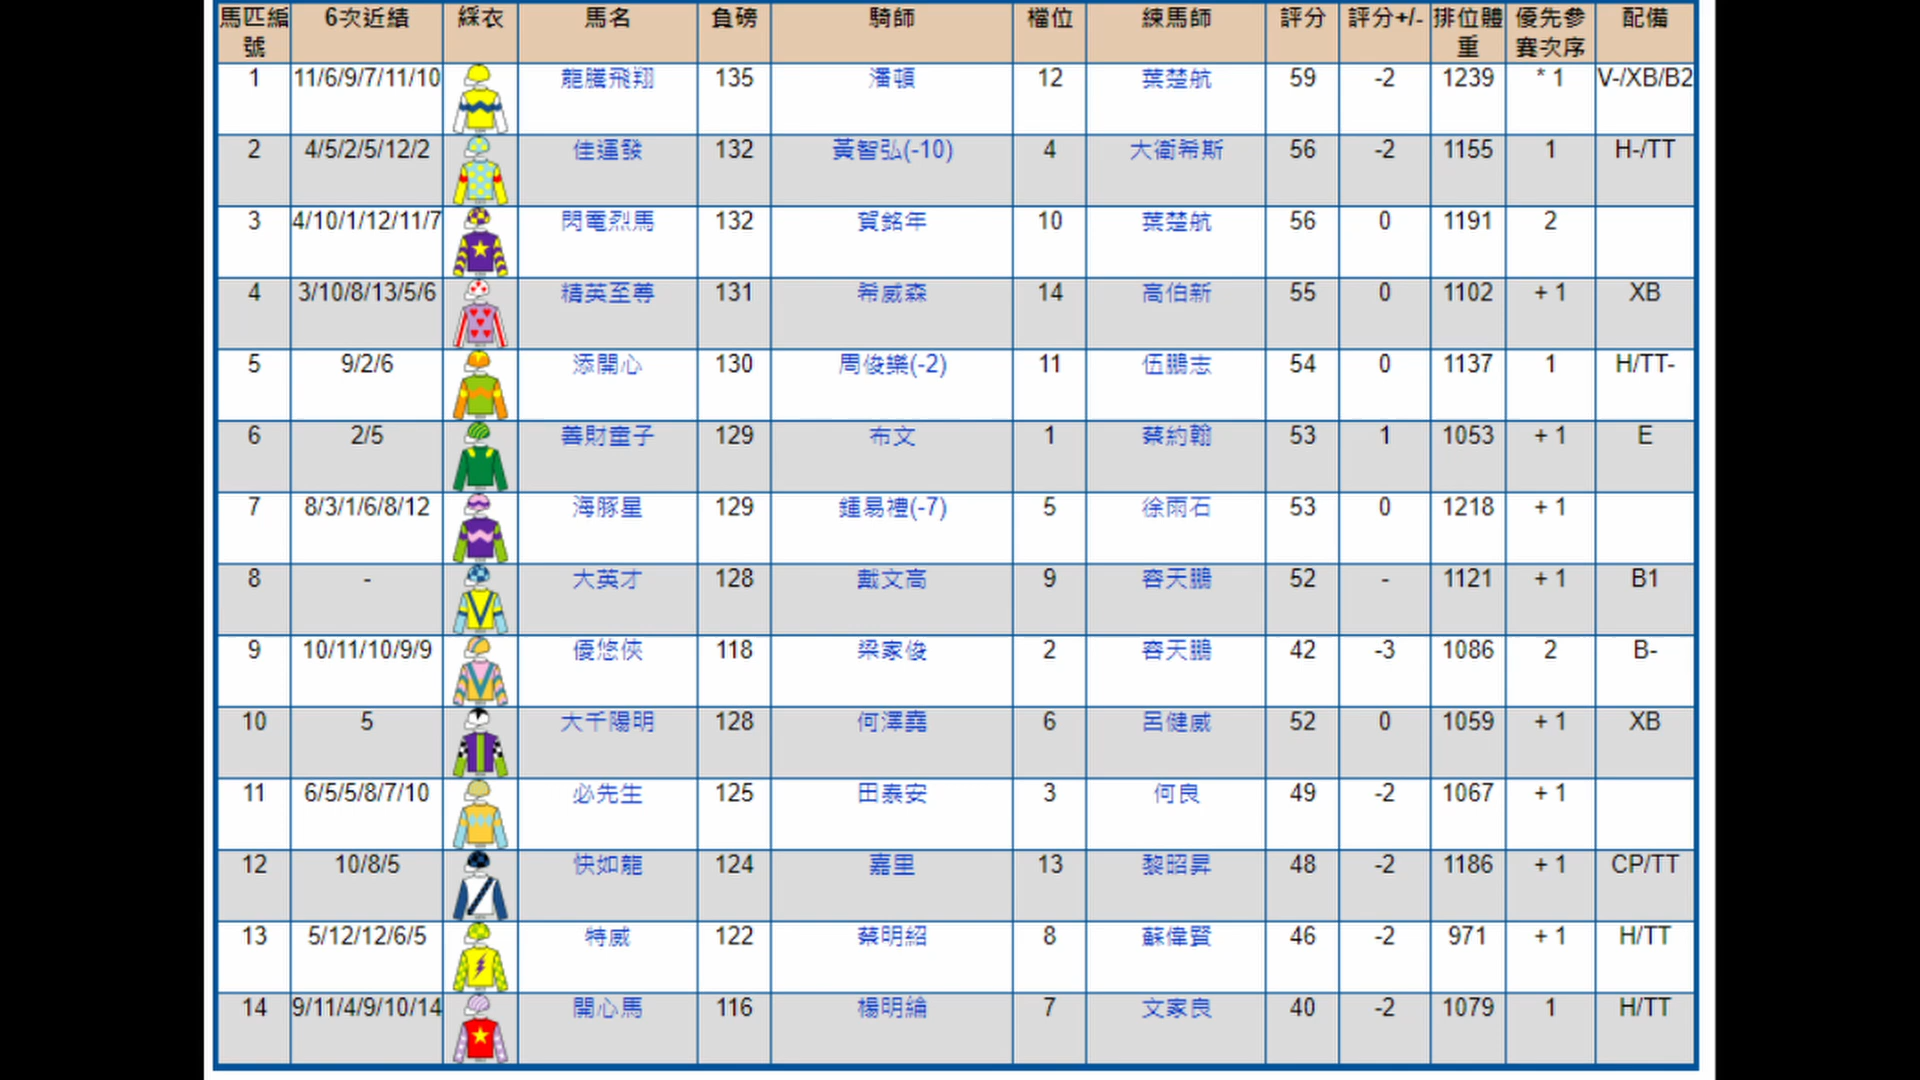 馬匹編號 6次近績 綵衣 馬名 負磅 騎師 檔位 練馬師 評分 評分+/- 排位體重 優先參賽次序 配備
1 11/6/9/7/11/10 龍騰飛翔 135 潘頓 12 葉楚航 59 -2 1239 * 1 V-/XB/B2
2 4/5/2/5/12/2 佳運發 132 黃智弘(-10) 4 大衛希斯 56 -2 1155 1 H-/TT
3 4/10/1/12/11/7 閃電烈馬 132 賀銘年 10 葉楚航 56 0 1191 2
4 3/10/8/13/5/6 精英至尊 131 希威森 14 高伯新 55 0 1102 + 1 XB
5 9/2/6 添開心 130 周俊樂(-2) 11 伍鵬志 54 0 1137 1 H/TT-
6 2/5 善財童子 129 布文 1 蔡約翰 53 1 1053 + 1 E
7 8/3/1/6/8/12 海豚星 129 鍾易禮(-7) 5 徐雨石 53 0 1218 + 1
8 - 大英才 128 戴文高 9 容天鵬 52 - 1121 + 1 B1
9 10/11/10/9/9 優悠俠 118 梁家俊 2 容天鵬 42 -3 1086 2 B-
10 5 大千陽明 128 何澤堯 6 呂健威 52 0 1059 + 1 XB
11 6/5/5/8/7/10 必先生 125 田泰安 3 何良 49 -2 1067 + 1
12 10/8/5 快如龍 124 嘉里 13 黎昭昇 48 -2 1186 + 1 CP/TT
13 5/12/12/6/5 特威 122 蔡明紹 8 蘇偉賢 46 -2 971 + 1 H/TT
14 9/11/4/9/10/14 開心馬 116 楊明綸 7 文家良 40 -2 1079 1 H/TT